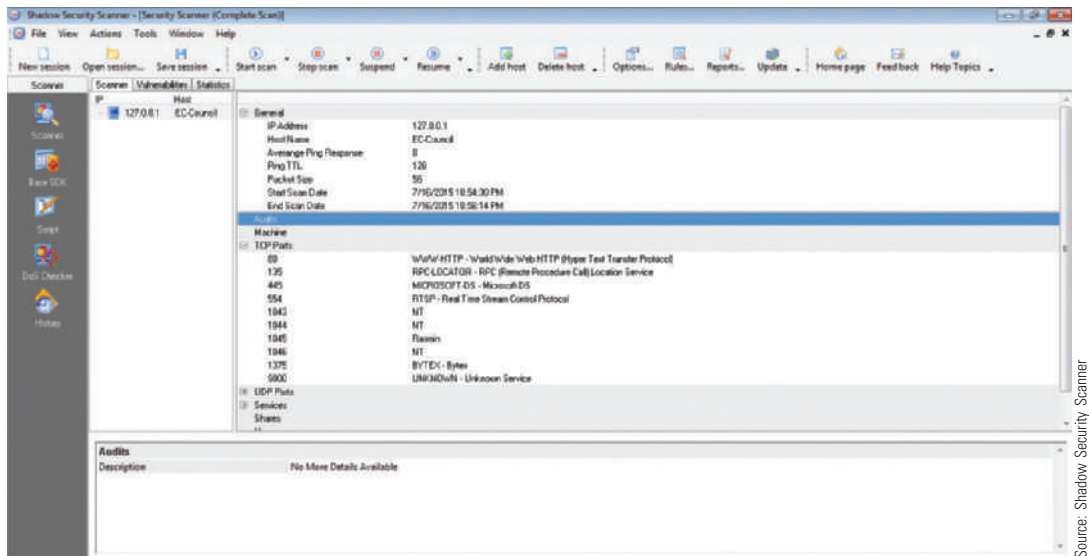 Shadow Security Scanner - [Security Scanner (Complete Scan)]
File View Actions Tools Window Help
New session Open session... Save session Start scan Stop scan Suspend Resume Add host Delete host Options... Rules... Reports... Update Home page Feed back Help Topics
Scanner
Scanner Vulnerabilities Statistics
IP Host
127.0.0.1 EC-Council
Scanner
Base SDK
Script
DoS Checker
History
General
IP Address 127.0.0.1
Host Name EC-Council
Average Ping Response 0
Ping TTL 128
Packet Size 56
Start Scan Date 7/16/2015 10:54:30 PM
End Scan Date 7/16/2015 10:58:14 PM
Audits
Machine
TCP Ports
80 WWW-HTTP - World Wide Web HTTP (Hyper Text Transfer Protocol)
135 RPC-LOCATOR - RPC (Remote Procedure Call) Location Service
445 MICROSOFT-DS - Microsoft-DS
554 RTSP - Real Time Stream Control Protocol
1043 NT
1044 NT
1045 Rasmin
1046 NT
1375 BYTEX - Bytex
UNKNOWN - Unknown Service
UDP Ports
Services
Shares
Audits
Description No More Details Available
Source: Shadow Security Scanner